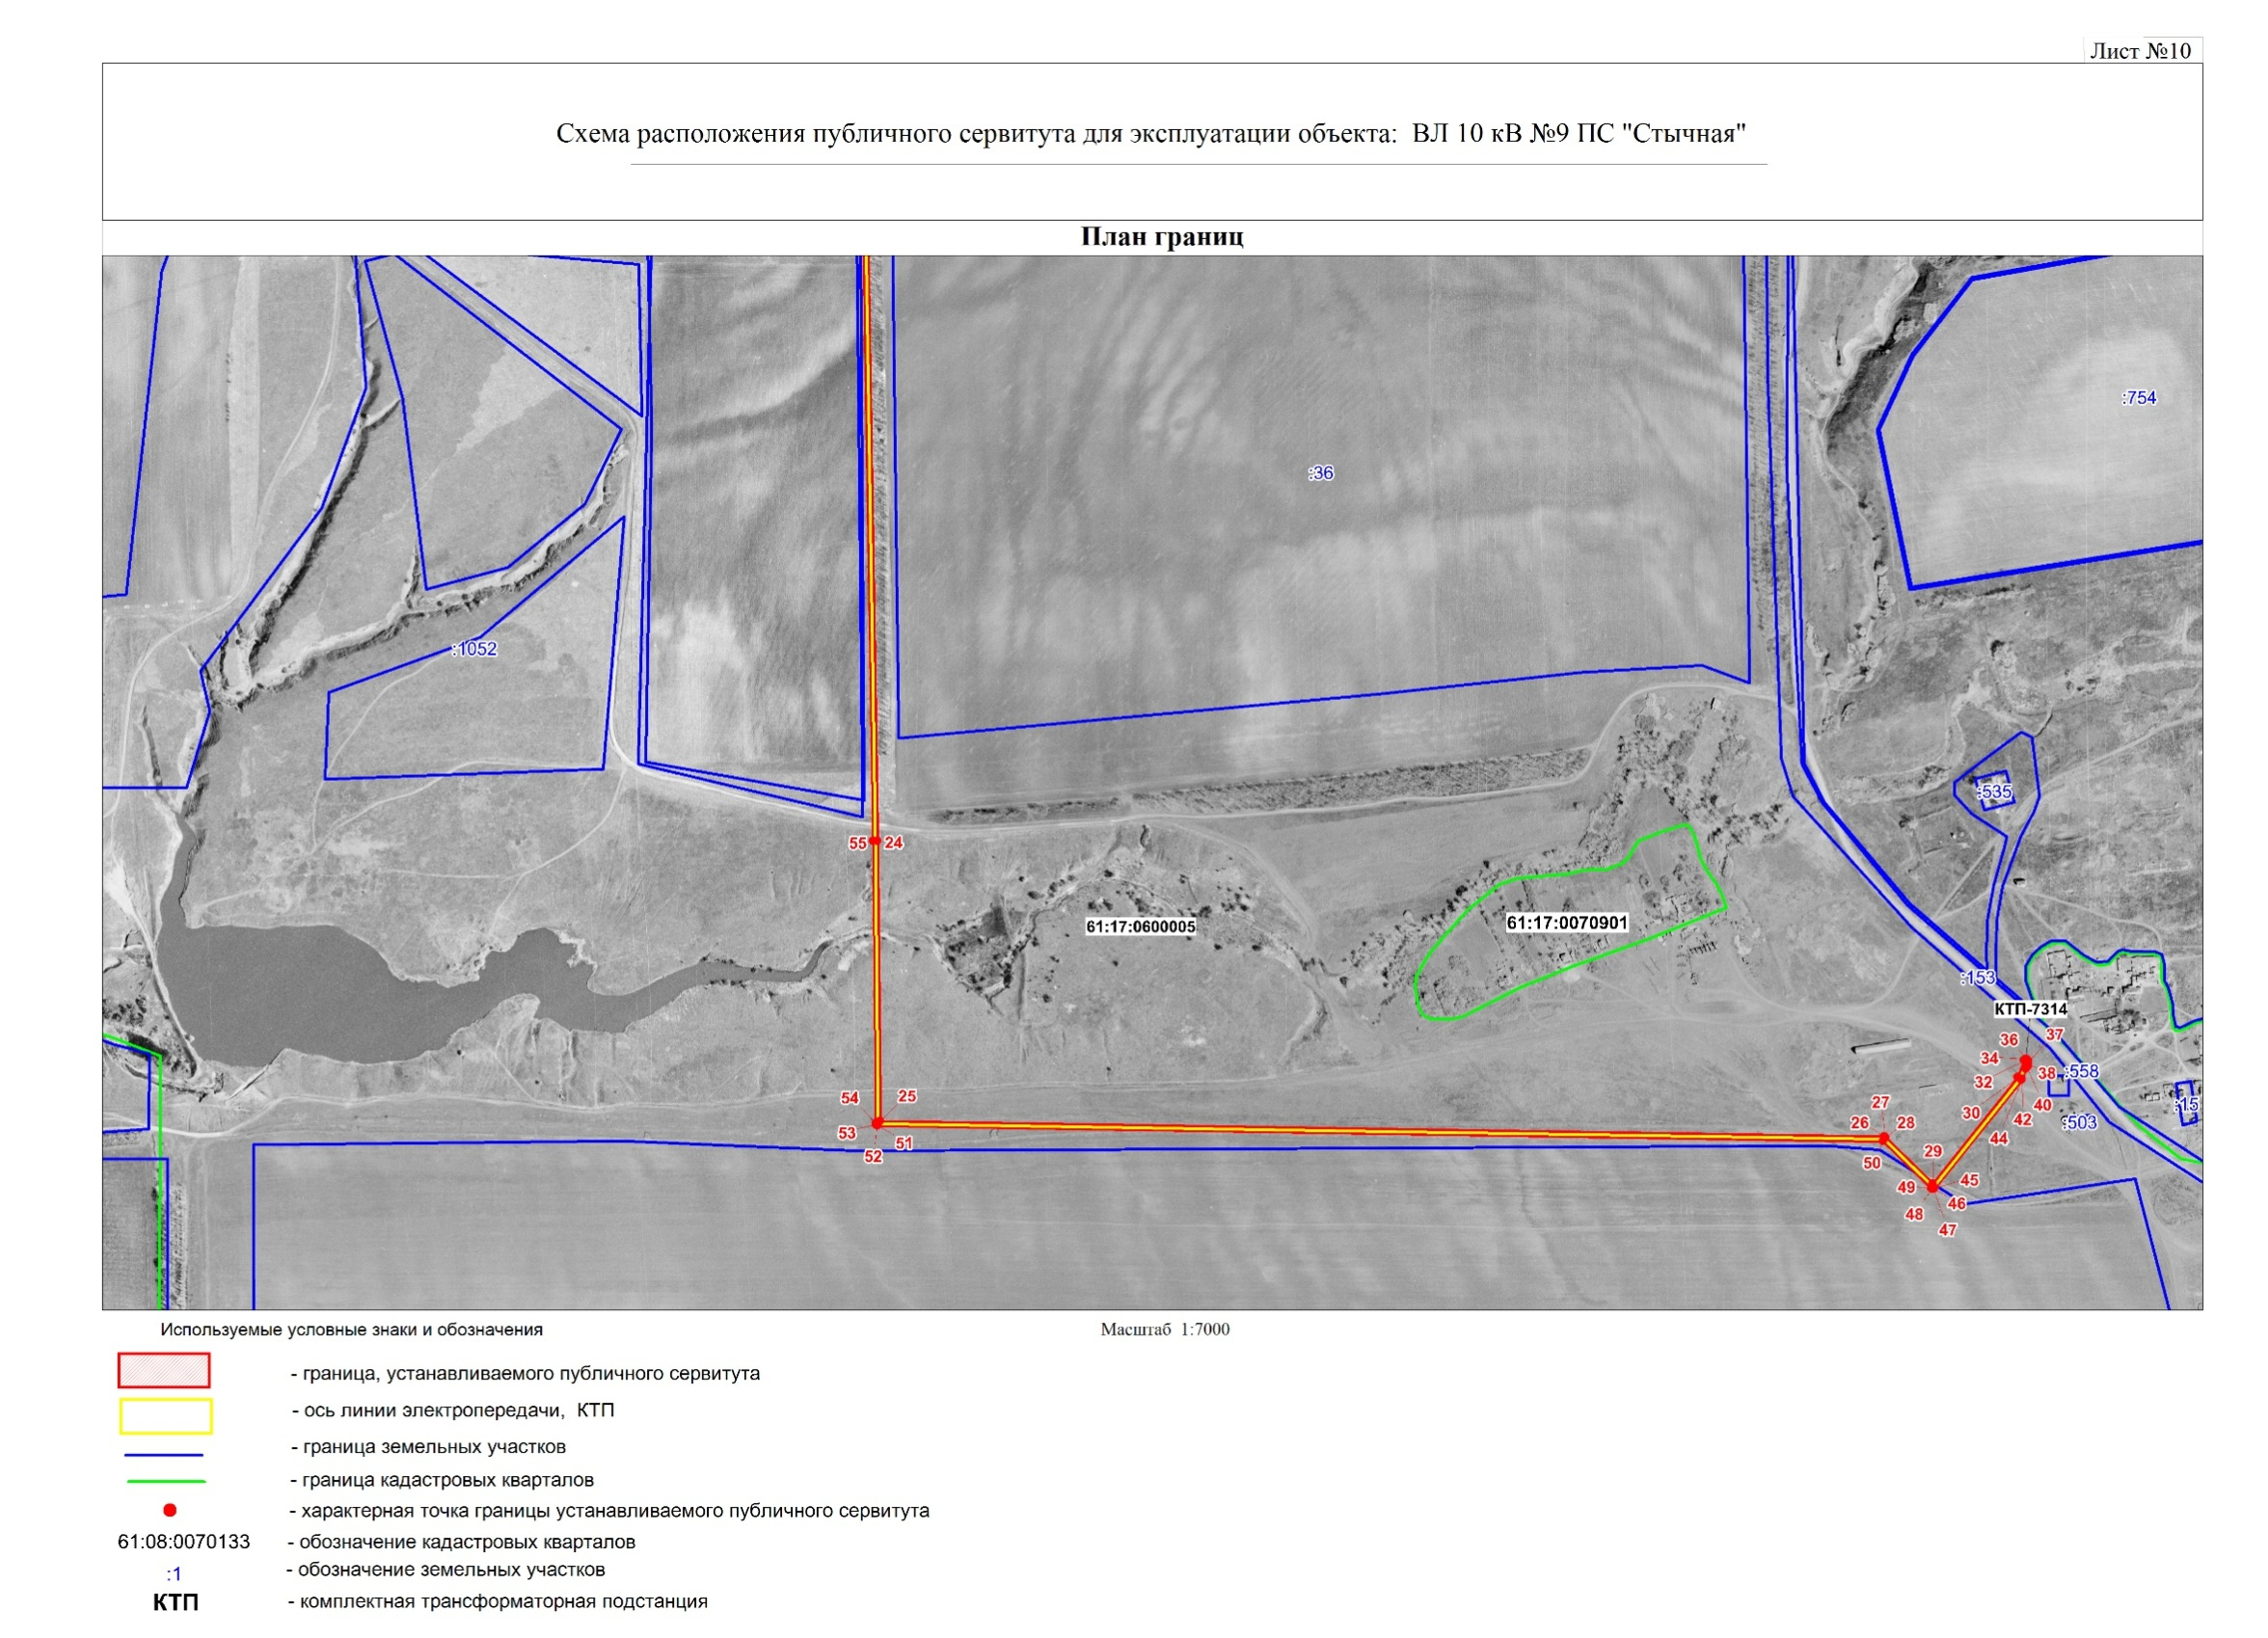 Лист №10
Схема расположения публичного сервитута для эксплуатации объекта: ВЛ 10 кВ №9 ПС "Стычная"
План границ
:754
:36
:1052
:535
55 24
61:17:0600005
61:17:0070901
:153
КТП-7314
36 37
34
38 :558
32
30 40
42 :15
:503
44
54 25
53 51
52
27
26 28
29
50
49 45
46
48
47
Используемые условные знаки и обозначения
Масштаб 1:7000
- граница, устанавливаемого публичного сервитута
- ось линии электропередачи, КТП
- граница земельных участков
- граница кадастровых кварталов
- характерная точка границы устанавливаемого публичного сервитута
61:08:0070133 - обозначение кадастровых кварталов
:1 - обозначение земельных участков
КТП - комплектная трансформаторная подстанция